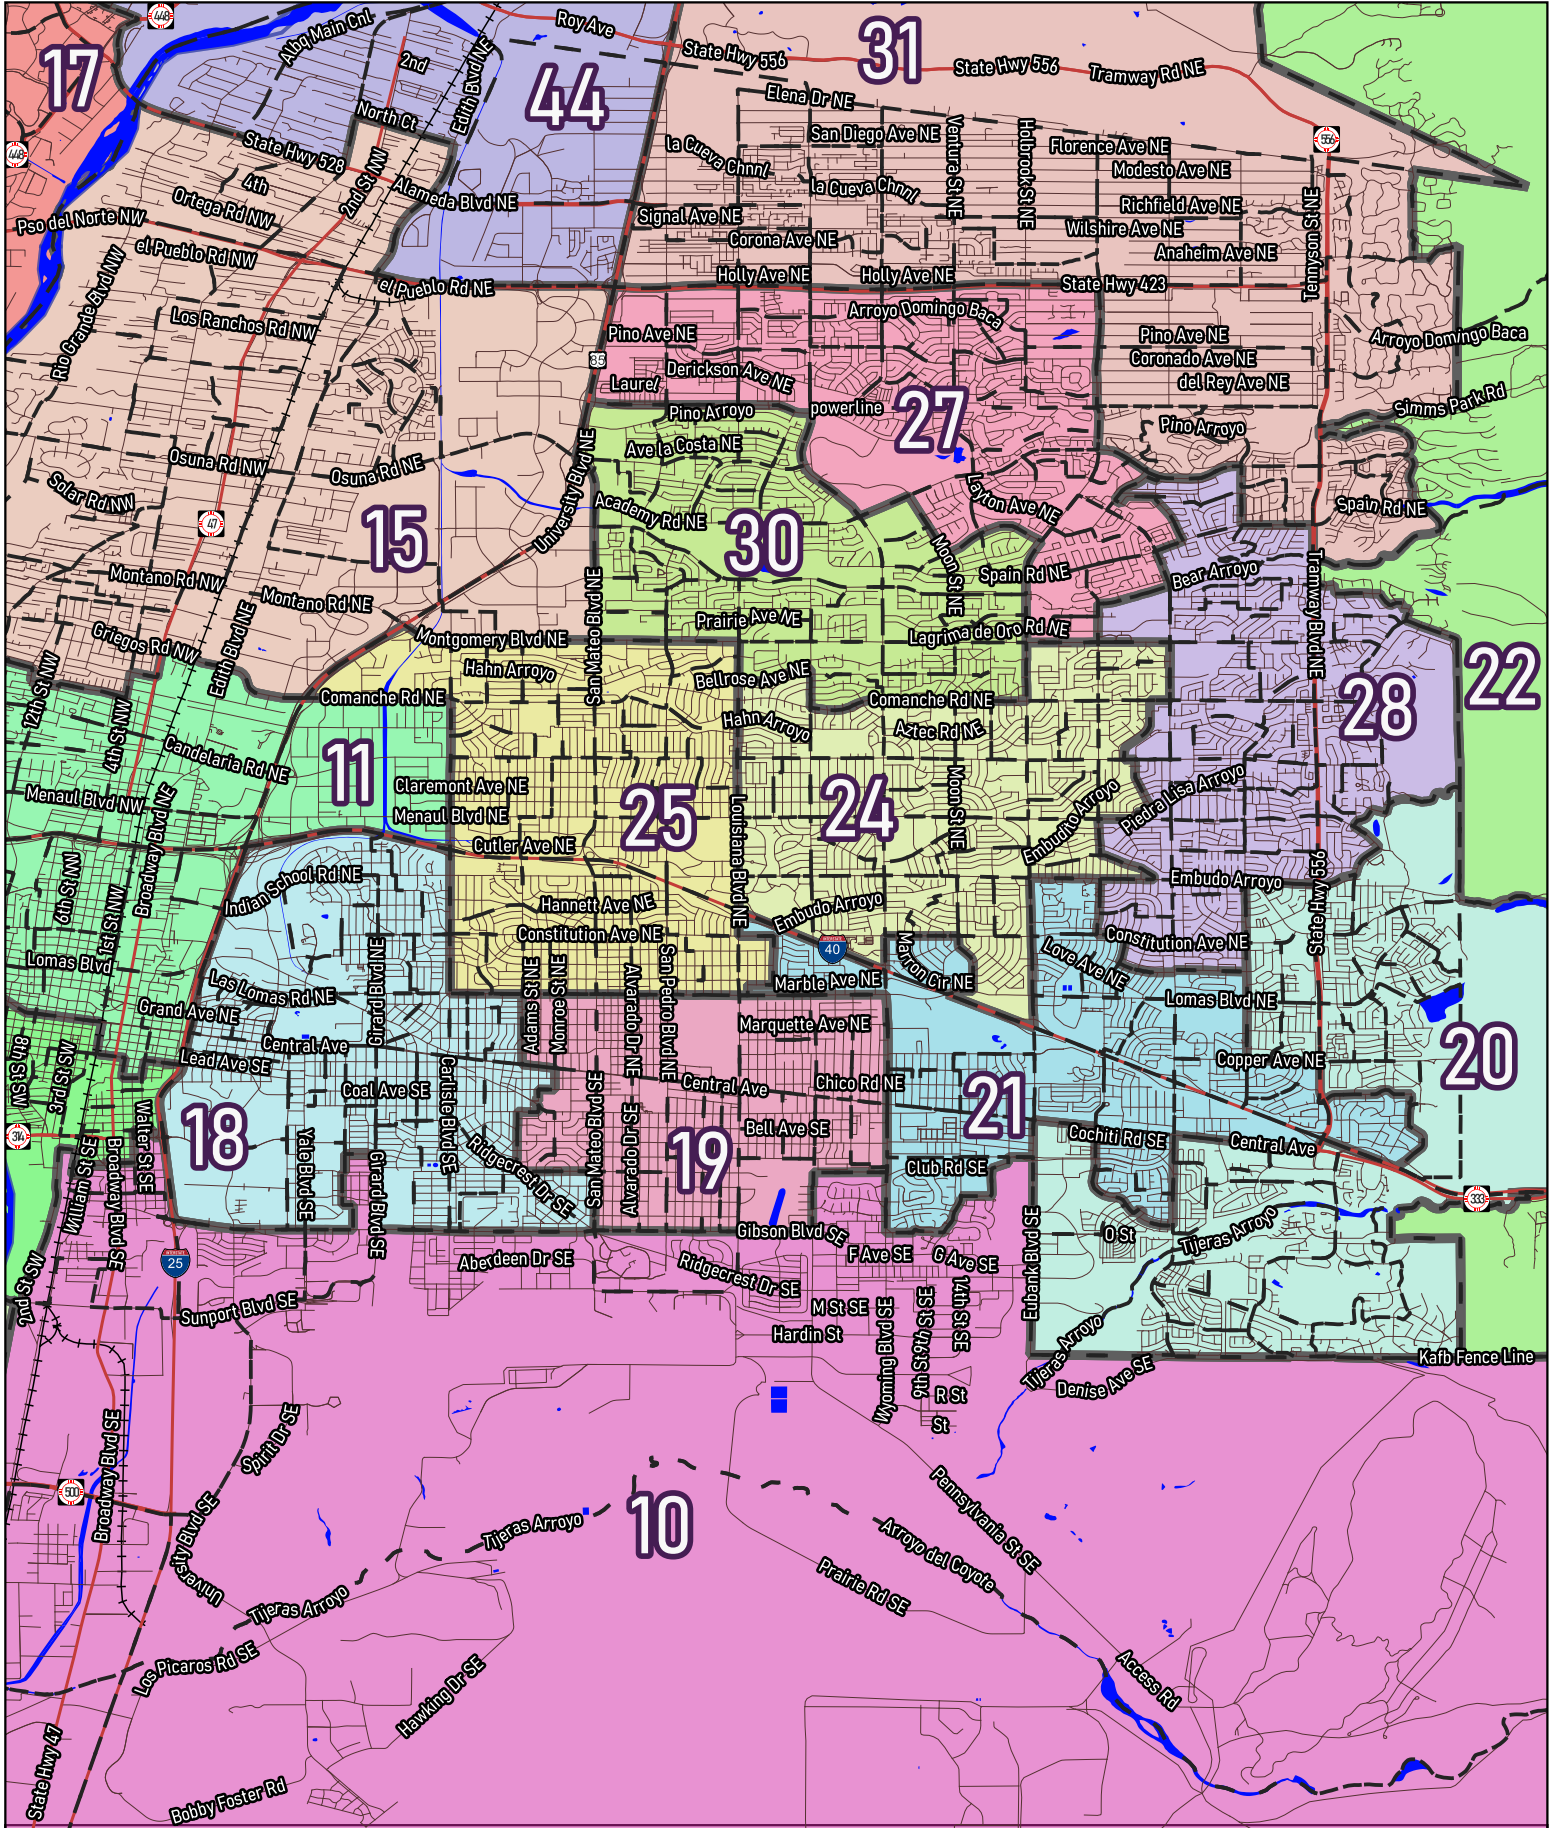 448
Roy Ave
31
Albq Main Cnl
17
2nd
Edith Blvd NE
44
State Hwy 556
State Hwy 556
Tramway Rd NE
Elena Dr NE
North Ct
448
State Hwy 528
San Diego Ave NE
Ventura St NE
Holbrook St NE
556
la Cueva Chnnl
Florence Ave NE
Modesto Ave NE
4th
2nd St NW
Alameda Blvd NE
la Cueva Chnnl
Ortega Rd NW
Pso del Norte NW
Signal Ave NE
Richfield Ave NE
Tennyson St NE
Wilshire Ave NE
el Pueblo Rd NW
Corona Ave NE
Anaheim Ave NE
el Pueblo Rd NE
Holly Ave NE
Holly Ave NE
State Hwy 423
Rio Grande Blvd NW
Los Ranchos Rd NW
Pino Ave NE
Arroyo Domingo Baca
Pino Ave NE
Arroyo Domingo Baca
85
Coronado Ave NE
Derickson Ave NE
Laurel
del Rey Ave NE
Simms Park Rd
Pino Arroyo
powerline
27
Pino Arroyo
Ave la Costa NE
Osuna Rd NW
Osuna Rd NE
University Blvd NE
San Mateo Blvd NE
Solar Rd NW
Academy Rd NE
Layton Ave NE
Spain Rd NE
47
15
30
Moon St NE
Montano Rd NW
Spain Rd NE
Bear Arroyo
Tramway Blvd NE
Montano Rd NE
San Mateo Blvd NE
Prairie Ave NE
Griegos Rd NW
Edith Blvd NE
Montgomery Blvd NE
Lagrima de Oro Rd NE
12th St NW
Hahn Arroyo
Bellrose Ave NE
22
Comanche Rd NE
Comanche Rd NE
28
4th St NW
Hahn Arroyo
Aztec Rd NE
Candelaria Rd NE
11
Claremont Ave NE
Menaul Blvd NW
Menaul Blvd NE
Broadway Blvd NE
25
Louisiana Blvd NE
24
Moon St NE
Embudito Arroyo
Piedra Lisa Arroyo
Cutler Ave NE
6th St NW
Indian School Rd NE
Embudo Arroyo
State Hwy 556
1st St NW
Hannett Ave NE
Embudo Arroyo
Constitution Ave NE
40
Constitution Ave NE
Lomas Blvd
Girard Blvd NE
Las Lomas Rd NE
Adams St NE
Monroe St NE
Alvarado Dr NE
San Pedro Blvd NE
Marble Ave NE
Marron Cir NE
Love Ave NE
Lomas Blvd NE
Grand Ave NE
Marquette Ave NE
Central Ave
Lead Ave SE
8th St SW
3rd St SW
Coal Ave SE
Carlisle Blvd SE
Central Ave
Chico Rd NE
Copper Ave NE
20
21
314
18
Walter St SE
San Mateo Blvd SE
Alvarado Dr SE
Bell Ave SE
Cochiti Rd SE
Central Ave
19
Club Rd SE
William St SE
Broadway Blvd SE
Yale Blvd SE
Girard Blvd SE
Ridgecrest Dr SE
333
Gibson Blvd SE
Eubank Blvd SE
O St
Tijeras Arroyo
25
2nd St SW
Aberdeen Dr SE
Ridgecrest Dr SE
F Ave SE
G Ave SE
Sunport Blvd SE
M St SE
Hardin St
Wyoming Blvd SE
9th St SE
9th St
14th St SE
Tijeras Arroyo
Kafb Fence Line
Denise Ave SE
R St
St
Broadway Blvd SE
Spirit Dr SE
500
University Blvd SE
University
10
Tijeras Arroyo
Pennsylvania St SE
Arroyo del Coyote
Prairie Rd SE
Tijeras Arroyo
Los Picaros Rd SE
Hawking Dr SE
Access Rd
State Hwy 47
Bobby Foster Rd